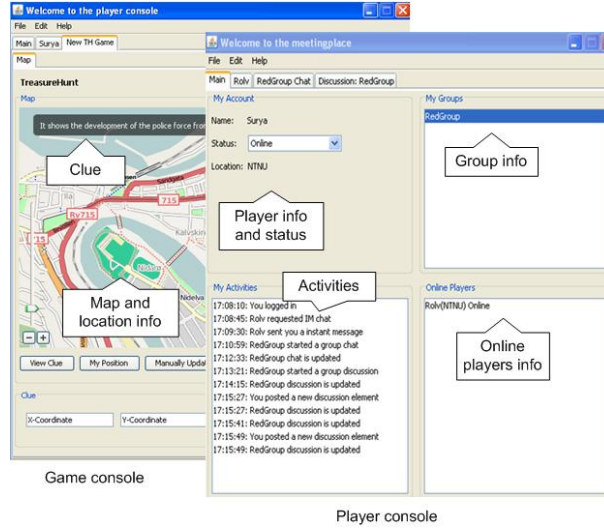 Welcome to the player console
File Edit Help
Main Surya New TH Game
Map
TreasureHunt
Map
It shows the development of the police force from
Clue
Sandgata
715
Rv715
715
Kalvskin
Nidelva
Map and
location info
View Clue My Position Manually Updat
Clue
X-Coordinate Y-Coordinate
Game console
Welcome to the meetingplace
File Edit Help
Main Rolv RedGroup Chat Discussion: RedGroup
My Account
Name: Surya
Status: Online
Location: NTNU
Player info
and status
My Groups
RedGroup
Group info
My Activities
Activities
17:08:10: You logged in
17:08:45: Rolv requested IM chat
17:09:30: Rolv sent you a instant message
17:10:59: RedGroup started a group chat
17:12:33: RedGroup chat is updated
17:13:21: RedGroup started a group discussion
17:14:15: RedGroup discussion is updated
17:15:27: You posted a new discussion element
17:15:27: RedGroup discussion is updated
17:15:41: RedGroup discussion is updated
17:15:49: You posted a new discussion element
17:15:49: RedGroup discussion is updated
Online Players
Rolv(NTNU) Online
Online
players info
Player console